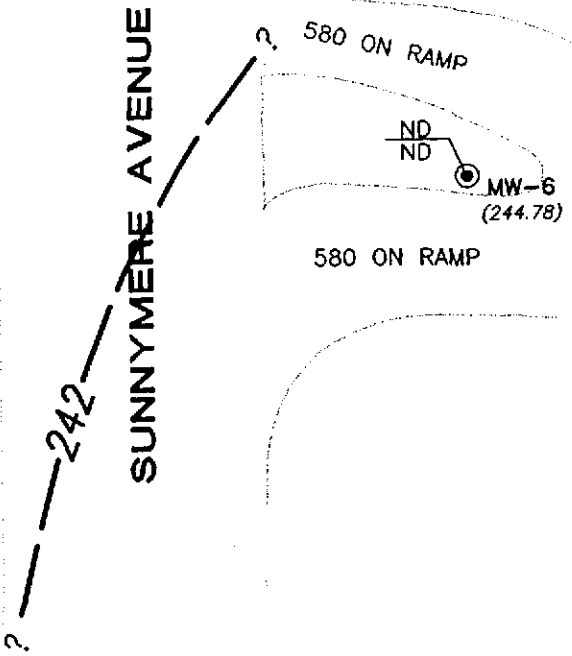 SUNNYMERE AVENUE
?
580 ON RAMP
ND
ND
MW-6
(244.78)
580 ON RAMP
242
?